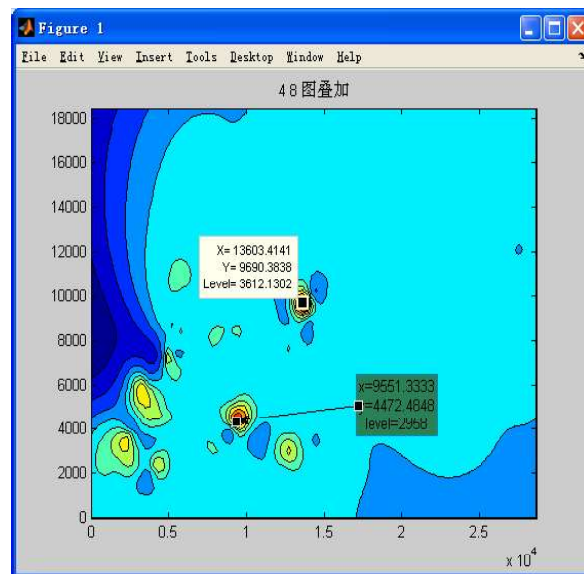 Figure 1
File Edit View Insert Tools Desktop Window Help
48图叠加
18000
16000
14000
12000
10000
8000
6000
4000
2000
0
X= 13603.4141
Y= 9690.3838
Level= 3612.1302
x=9551.3333
=4472.4848
level=2968
0 0.5 1 1.5 2 2.5
x 10^4